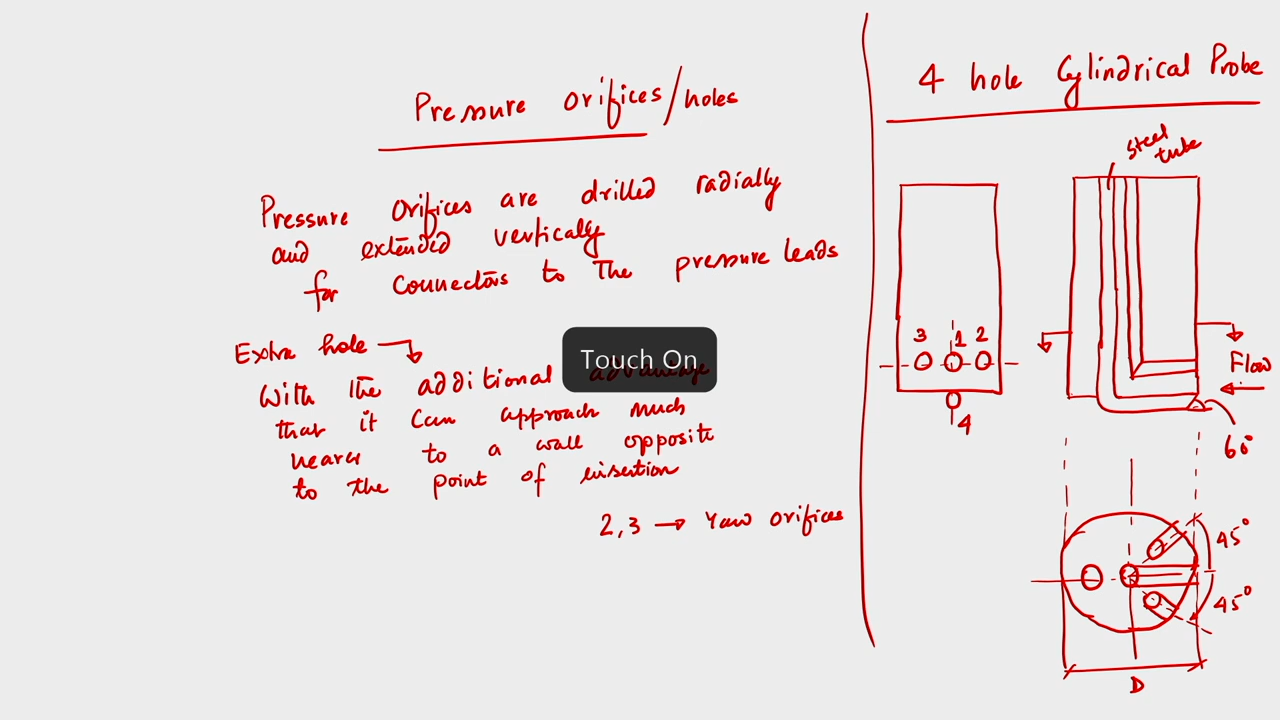 Pressure Orifices/holes
Pressure Orifices are drilled radially
and extended vertically
for Connectors to the pressure leads
Extra hole
With the additional advantage
that it can approach much
nearer to a wall opposite
to the point of insertion
2,3 → Yaw orifices
Touch On
4 hole Cylindrical Probe
Steel
tube
3 1 2
4
Flow
60°
45°
45°
D